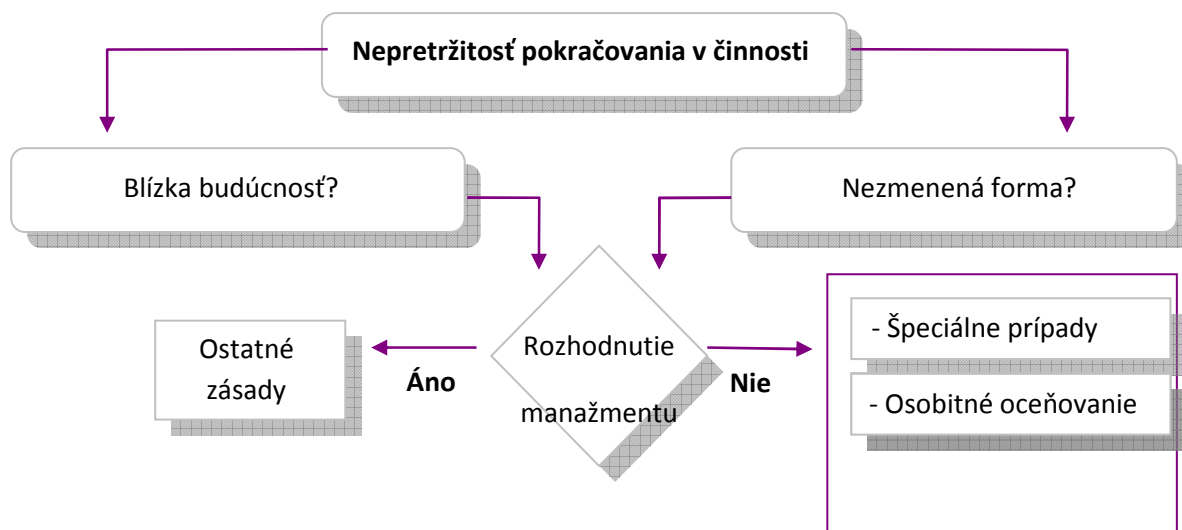 Nepretržitosť pokračovania v činnosti
Blízka budúcnosť?
Nezmenená forma?
Ostatné
zásady
Áno
Rozhodnutie
manažmentu
Nie
- Špeciálne prípady
- Osobitné oceňovanie